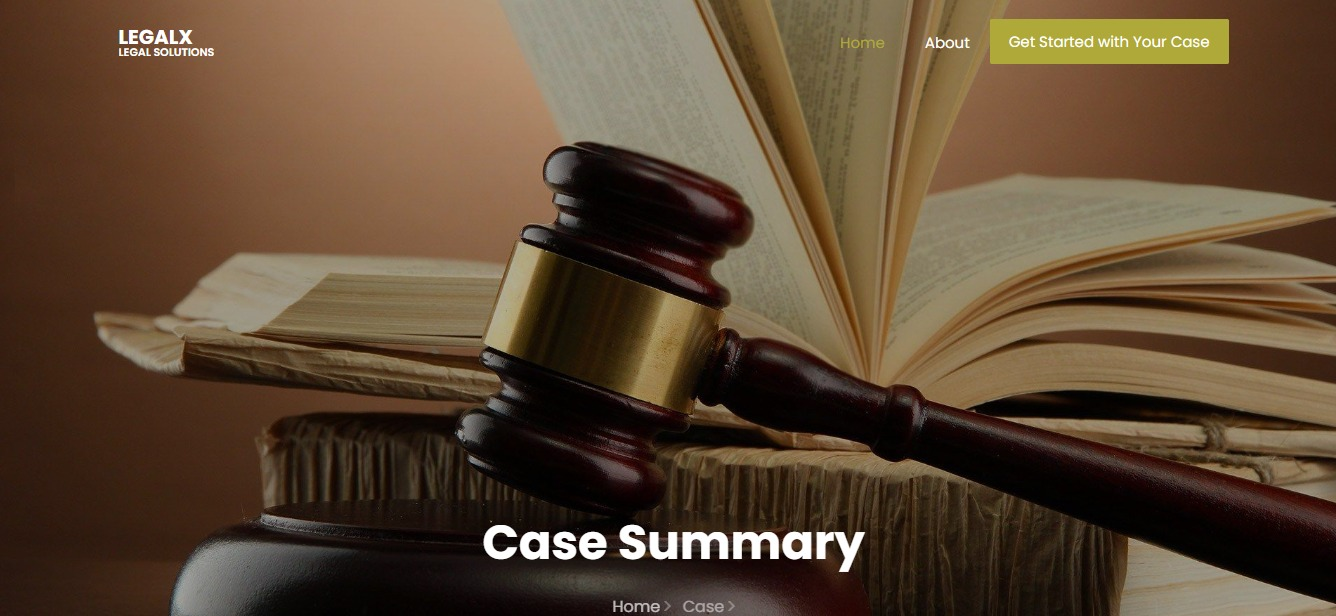 LEGALX
LEGAL SOLUTIONS
Home
About
Get Started with Your Case
Case Summary
Home > Case >